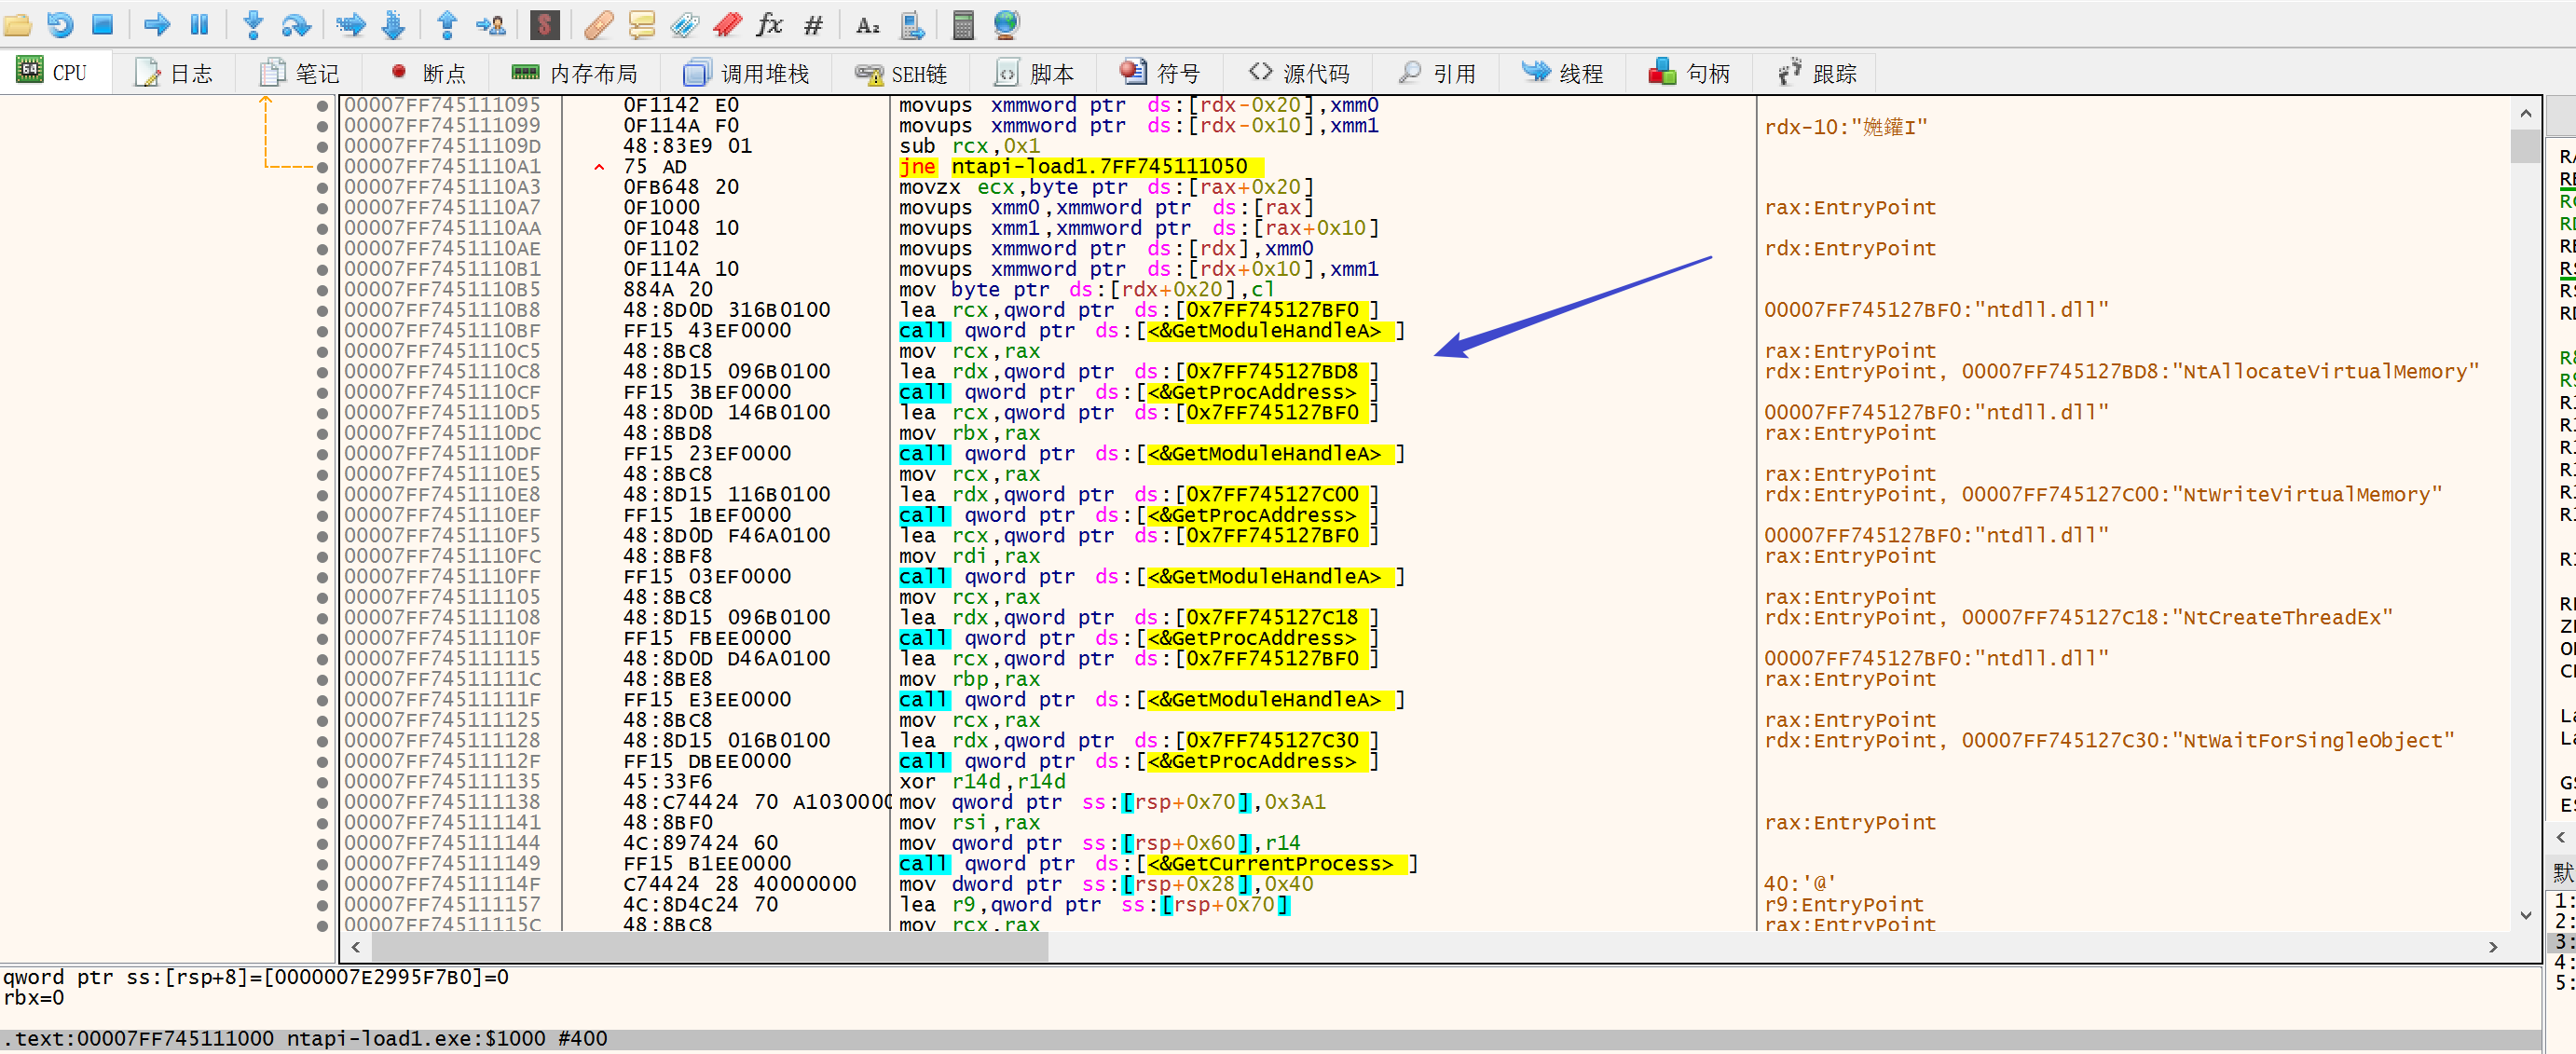 CPU 日志 笔记 断点 内存布局 调用堆栈 SEH链 脚本 符号 源代码 引用 线程 句柄 跟踪
00007FF745111095 0F1142 E0 movups xmmword ptr ds:[rdx-0x20],xmm0
00007FF745111099 0F114A F0 movups xmmword ptr ds:[rdx-0x10],xmm1 rdx-10:"嬎鑵I"
00007FF74511109D 48:83E9 01 sub rcx,0x1
00007FF7451110A1 75 AD jne ntapi-load1.7FF745111050
00007FF7451110A3 0FB648 20 movzx ecx,byte ptr ds:[rax+0x20]
00007FF7451110A7 0F1000 movups xmm0,xmmword ptr ds:[rax] rax:EntryPoint
00007FF7451110AA 0F1048 10 movups xmm1,xmmword ptr ds:[rax+0x10]
00007FF7451110AE 0F1102 movups xmmword ptr ds:[rdx],xmm0 rdx:EntryPoint
00007FF7451110B1 0F114A 10 movups xmmword ptr ds:[rdx+0x10],xmm1
00007FF7451110B5 884A 20 mov byte ptr ds:[rdx+0x20],cl
00007FF7451110B8 48:8D0D 316B0100 lea rcx,qword ptr ds:[0x7FF745127BF0 ] 00007FF745127BF0:"ntdll.dll"
00007FF7451110BF FF15 43EF0000 call qword ptr ds:[<&GetModuleHandleA> ]
00007FF7451110C5 48:8BC8 mov rcx,rax rax:EntryPoint
00007FF7451110C8 48:8D15 096B0100 lea rdx,qword ptr ds:[0x7FF745127BD8 ] rdx:EntryPoint, 00007FF745127BD8:"NtAllocateVirtualMemory"
00007FF7451110CF FF15 3BEF0000 call qword ptr ds:[<&GetProcAddress> ]
00007FF7451110D5 48:8D0D 146B0100 lea rcx,qword ptr ds:[0x7FF745127BF0 ] 00007FF745127BF0:"ntdll.dll"
00007FF7451110DC 48:8BD8 mov rbx,rax rax:EntryPoint
00007FF7451110DF FF15 23EF0000 call qword ptr ds:[<&GetModuleHandleA> ]
00007FF7451110E5 48:8BC8 mov rcx,rax rax:EntryPoint
00007FF7451110E8 48:8D15 116B0100 lea rdx,qword ptr ds:[0x7FF745127C00 ] rdx:EntryPoint, 00007FF745127C00:"NtWriteVirtualMemory"
00007FF7451110EF FF15 1BEF0000 call qword ptr ds:[<&GetProcAddress> ]
00007FF7451110F5 48:8D0D F46A0100 lea rcx,qword ptr ds:[0x7FF745127BF0 ] 00007FF745127BF0:"ntdll.dll"
00007FF7451110FC 48:8BF8 mov rdi,rax rax:EntryPoint
00007FF7451110FF FF15 03EF0000 call qword ptr ds:[<&GetModuleHandleA> ]
00007FF745111105 48:8BC8 mov rcx,rax rax:EntryPoint
00007FF745111108 48:8D15 096B0100 lea rdx,qword ptr ds:[0x7FF745127C18 ] rdx:EntryPoint, 00007FF745127C18:"NtCreateThreadEx"
00007FF74511110F FF15 FBEE0000 call qword ptr ds:[<&GetProcAddress> ]
00007FF745111115 48:8D0D D46A0100 lea rcx,qword ptr ds:[0x7FF745127BF0 ] 00007FF745127BF0:"ntdll.dll"
00007FF74511111C 48:8BE8 mov rbp,rax rax:EntryPoint
00007FF74511111F FF15 E3EE0000 call qword ptr ds:[<&GetModuleHandleA> ]
00007FF745111125 48:8BC8 mov rcx,rax rax:EntryPoint
00007FF745111128 48:8D15 016B0100 lea rdx,qword ptr ds:[0x7FF745127C30 ] rdx:EntryPoint, 00007FF745127C30:"NtWaitForSingleObject"
00007FF74511112F FF15 DBEE0000 call qword ptr ds:[<&GetProcAddress> ]
00007FF745111135 45:33F6 xor r14d,r14d
00007FF745111138 48:C74424 70 A1030000 mov qword ptr ss:[rsp+0x70],0x3A1
00007FF745111141 48:8BF0 mov rsi,rax rax:EntryPoint
00007FF745111144 4C:897424 60 mov qword ptr ss:[rsp+0x60],r14
00007FF745111149 FF15 B1EE0000 call qword ptr ds:[<&GetCurrentProcess> ]
00007FF74511114F C74424 28 40000000 mov dword ptr ss:[rsp+0x28],0x40 40:'@'
00007FF745111157 4C:8D4C24 70 lea r9,qword ptr ss:[rsp+0x70] r9:EntryPoint
00007FF74511115C 48:8BC8 mov rcx,rax rax:EntryPoint
默
1:
2:
3:
4:
5:
qword ptr ss:[rsp+8]=[0000007E2995F7B0]=0
rbx=0
.text:00007FF745111000 ntapi-load1.exe:$1000 #400